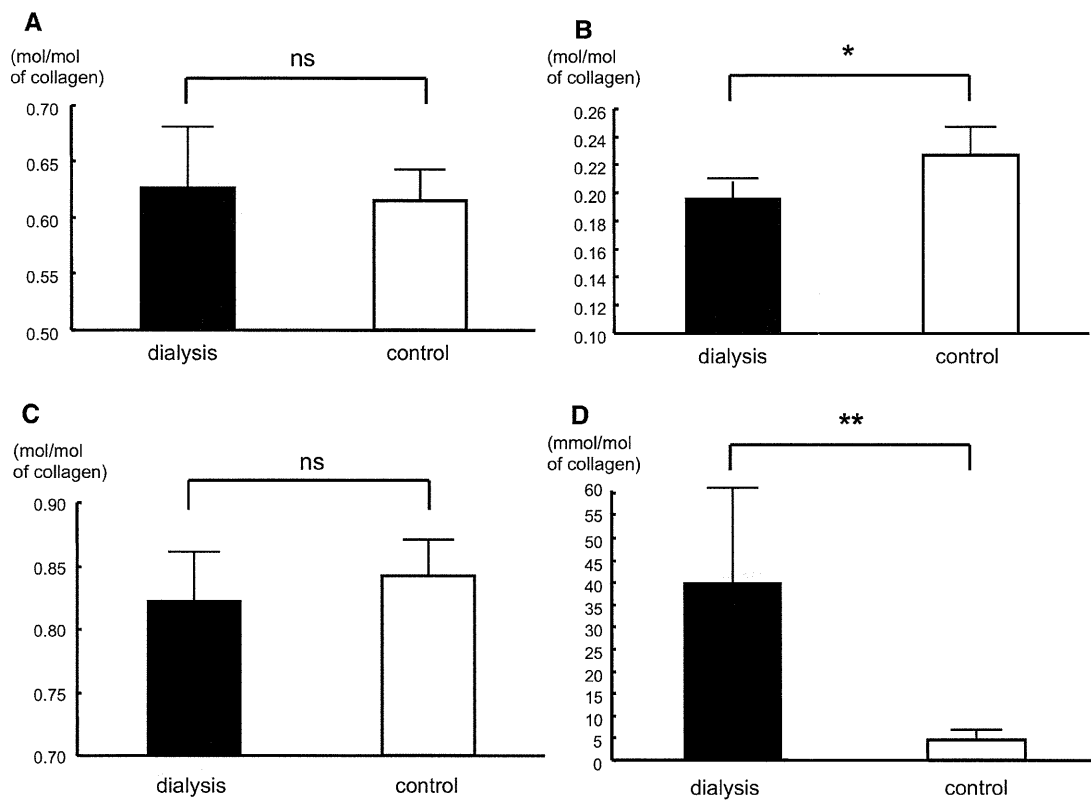 A
(mol/mol
of collagen)
ns
0.70
0.65
0.60
0.55
0.50
dialysis
control
B
(mol/mol
of collagen)
*
0.26
0.24
0.22
0.20
0.18
0.16
0.14
0.12
0.10
dialysis
control
C
(mol/mol
of collagen)
ns
0.90
0.85
0.80
0.75
0.70
dialysis
control
D
(mmol/mol
of collagen)
**
60
55
50
45
40
35
30
25
20
15
10
5
0
dialysis
control